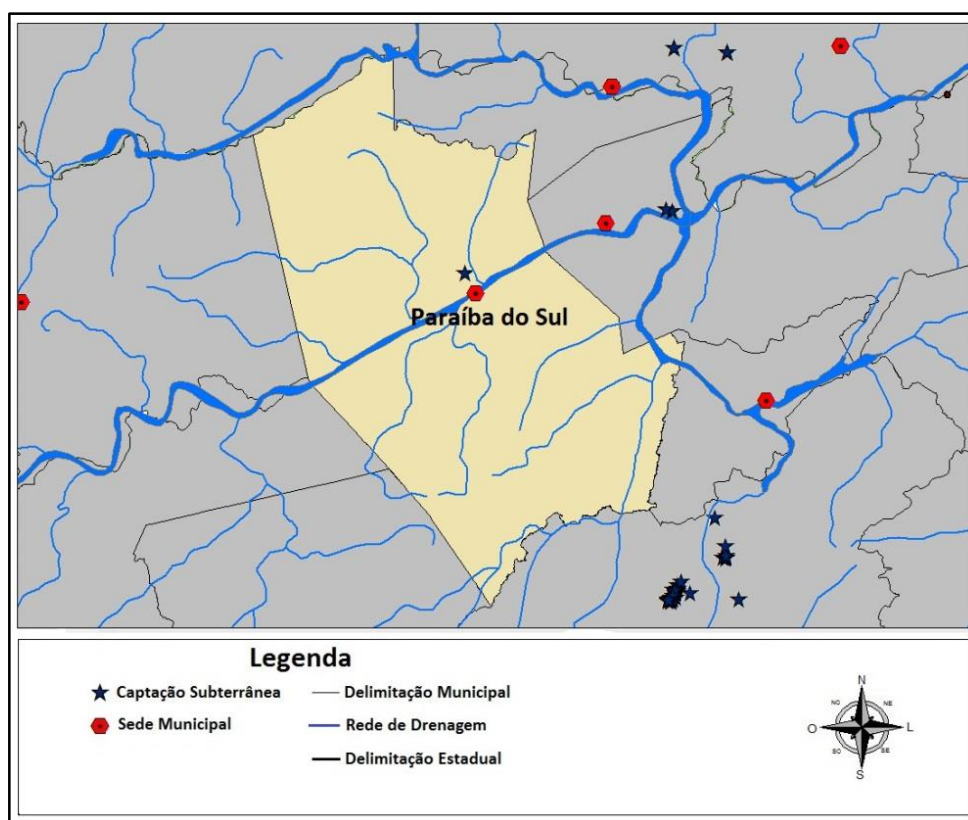 Paraíba do Sul
Legenda
Captação Subterrânea
Delimitação Municipal
Sede Municipal
Rede de Drenagem
Delimitação Estadual
N
NO
NE
O
L
SO
SE
S